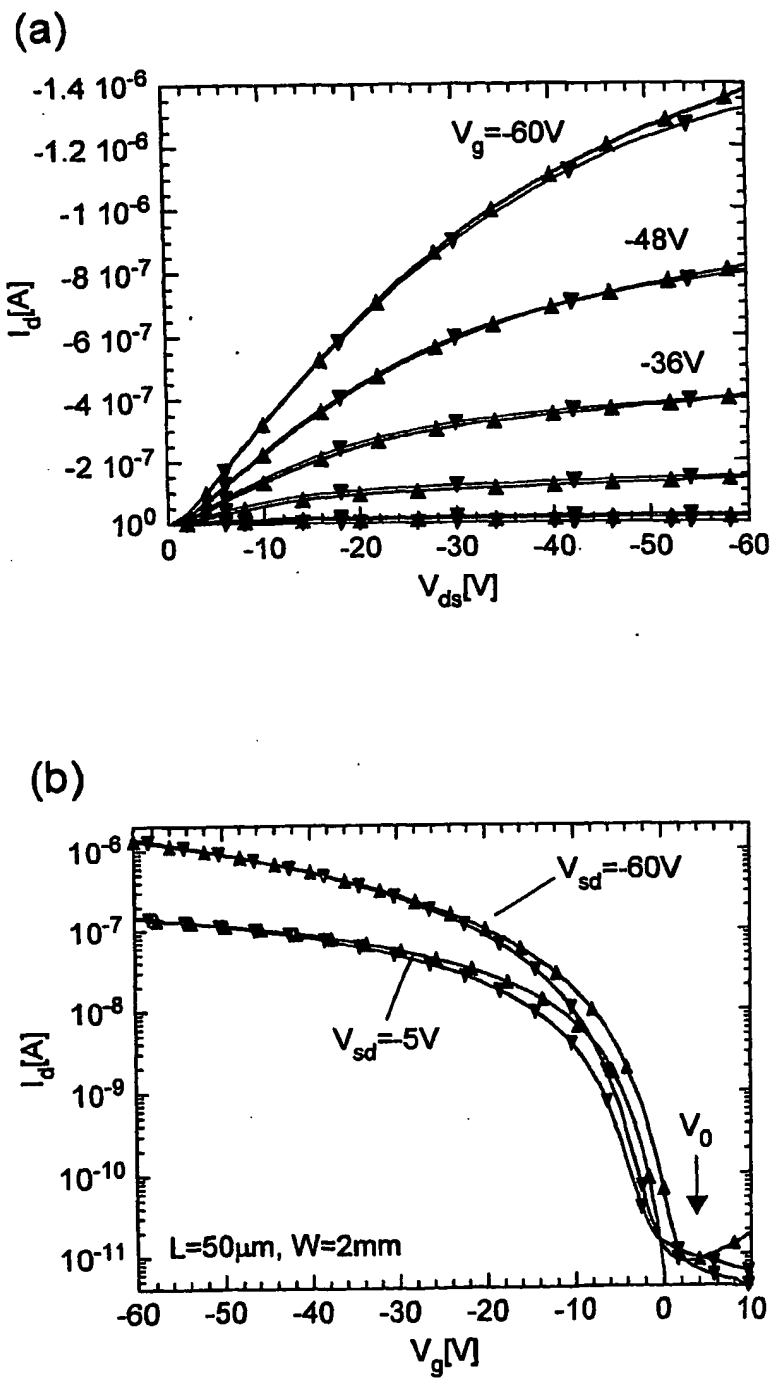 (a)
-1.4 10-6
-1.2 10-6
-1 10-6
-8 10-7
-6 10-7
-4 10-7
-2 10-7
10^0
Id[A]
Vg=-60V
-48V
-36V
0 -10 -20 -30 -40 -50 -60
Vds[V]
(b)
10-6
10-7
10-8
10-9
10-10
10-11
Id[A]
Vsd=-60V
Vsd=-5V
V0
L=50μm, W=2mm
-60 -50 -40 -30 -20 -10 0 10
Vg[V]